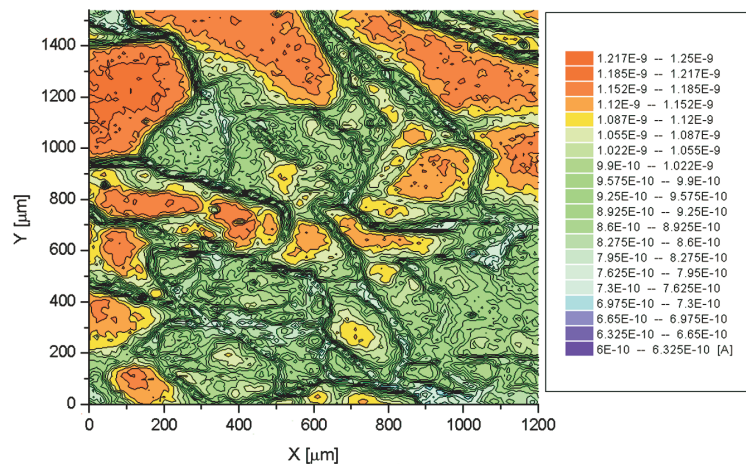 1400
1200
1000
800
600
400
200
0
Y [µm]
0 200 400 600 800 1000 1200
X [µm]
1.217E-9 -- 1.25E-9
1.185E-9 -- 1.217E-9
1.152E-9 -- 1.185E-9
1.12E-9 -- 1.152E-9
1.087E-9 -- 1.12E-9
1.055E-9 -- 1.087E-9
1.022E-9 -- 1.055E-9
9.9E-10 -- 1.022E-9
9.575E-10 -- 9.9E-10
9.25E-10 -- 9.575E-10
8.925E-10 -- 9.25E-10
8.6E-10 -- 8.925E-10
8.275E-10 -- 8.6E-10
7.95E-10 -- 8.275E-10
7.625E-10 -- 7.95E-10
7.3E-10 -- 7.625E-10
6.975E-10 -- 7.3E-10
6.65E-10 -- 6.975E-10
6.325E-10 -- 6.65E-10
6E-10 -- 6.325E-10 [A]